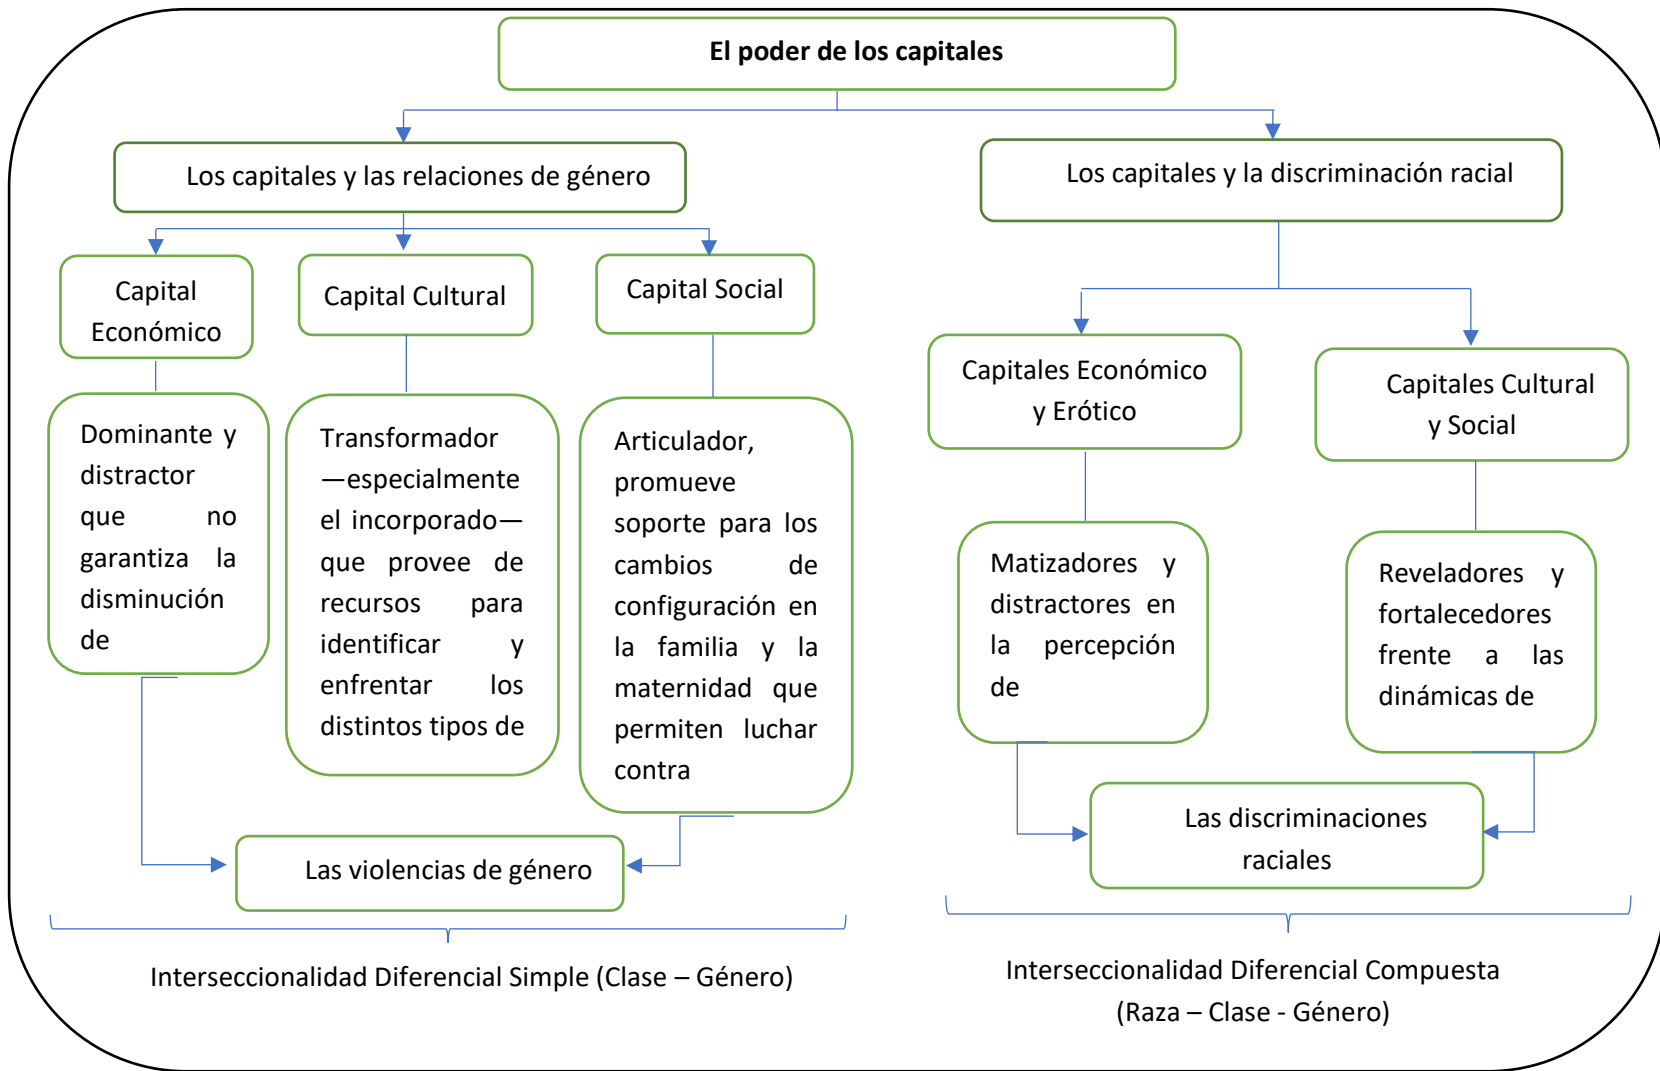 El poder de los capitales
Los capitales y las relaciones de género
Los capitales y la discriminación racial
Capital
Económico
Capital Cultural
Capital Social
Capitales Económico
y Erótico
Capitales Cultural
y Social
Dominante y
distractor
que no
garantiza la
disminución
de
Transformador
—especialmente
el incorporado—
que provee de
recursos para
identificar y
enfrentar los
distintos tipos de
Articulador,
promueve
soporte para los
cambios de
configuración en
la familia y la
maternidad que
permiten luchar
contra
Matizadores y
distractores en
la percepción
de
Reveladores y
fortalecedores
frente a las
dinámicas de
Las violencias de género
Las discriminaciones
raciales
Interseccionalidad Diferencial Simple (Clase – Género)
Interseccionalidad Diferencial Compuesta
(Raza – Clase - Género)